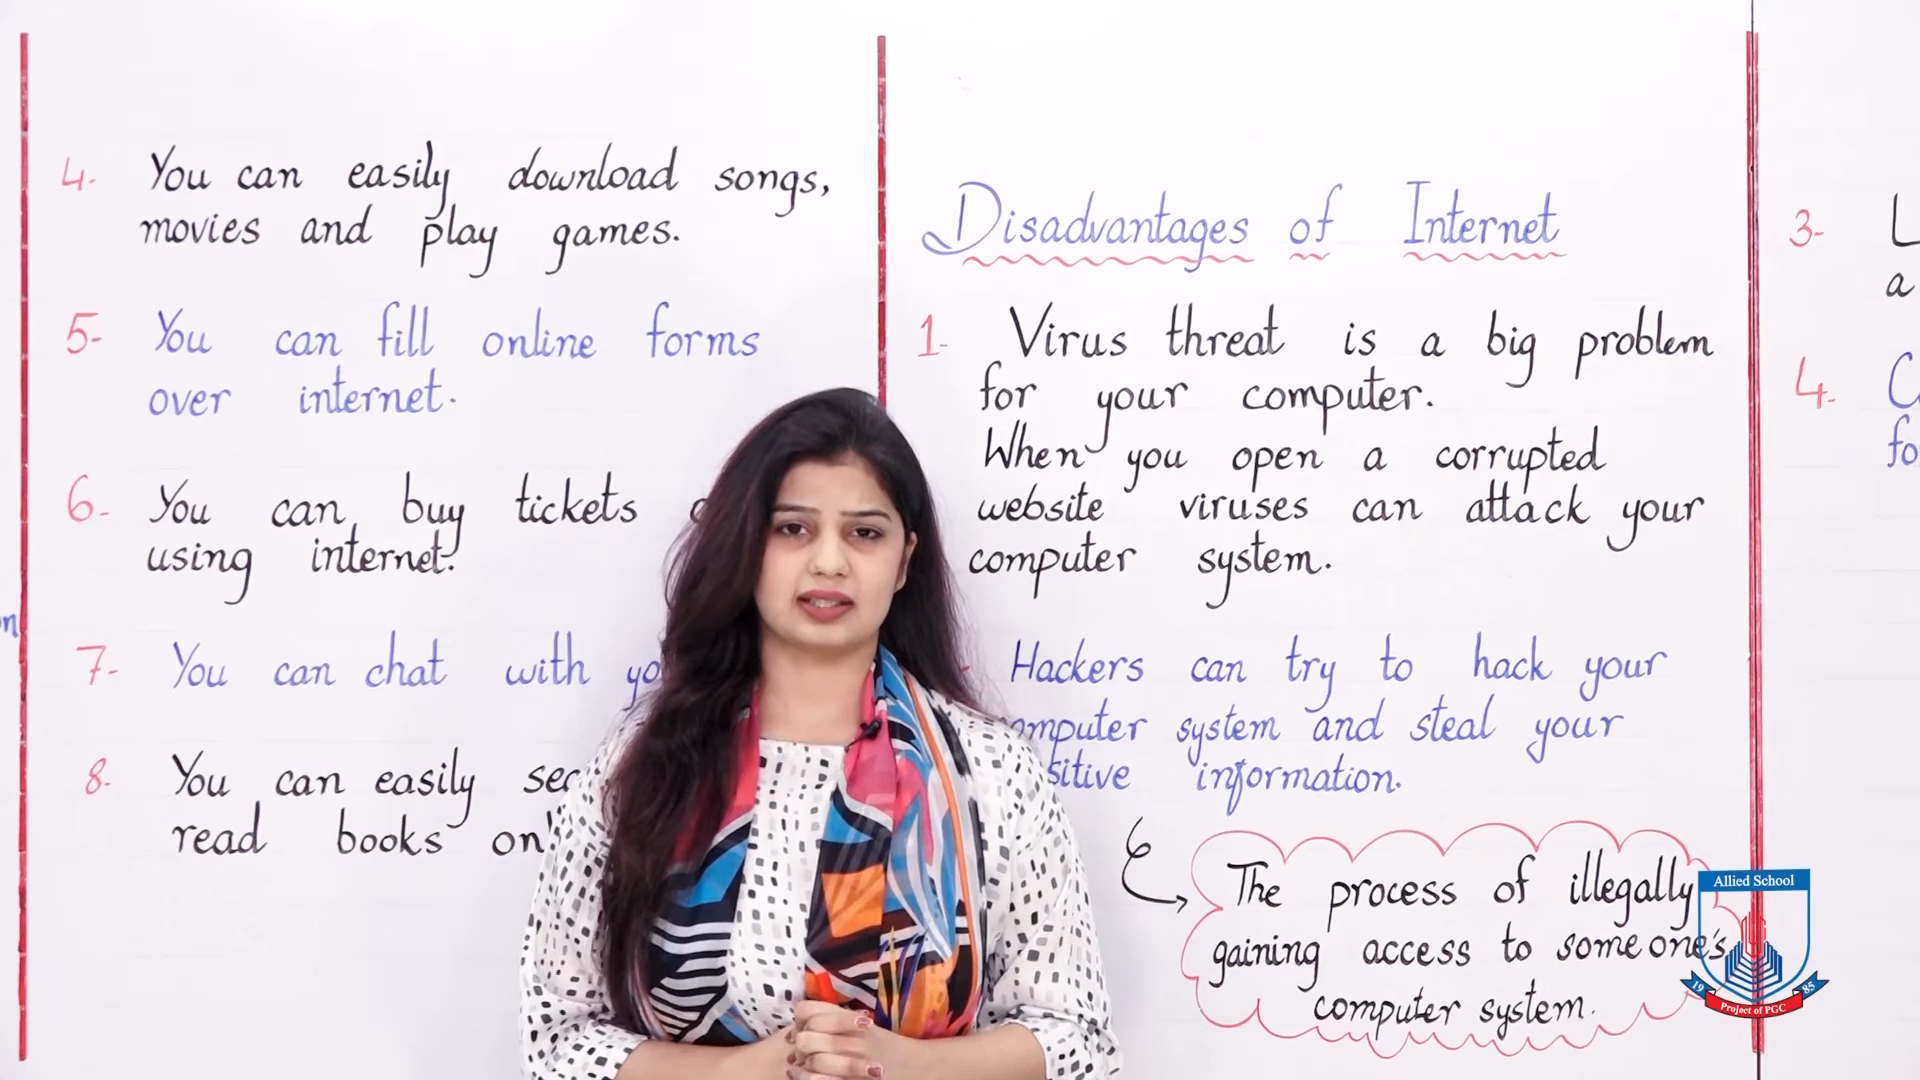 4- You can easily download songs,
movies and play games.
5- You can fill online forms
over internet.
6- You can buy tickets
using internet.
7- You can chat with
8- You can easily
read books
Disadvantages of Internet
1- Virus threat is a big problem
for your computer.
When you open a corrupted
website viruses can attack your
computer system.
Hackers can try to hack your
system and steal your
information.
The process of illegally
gaining access to someone's
computer system.
3-
a
4-
Allied School
19 85
Project of PGC